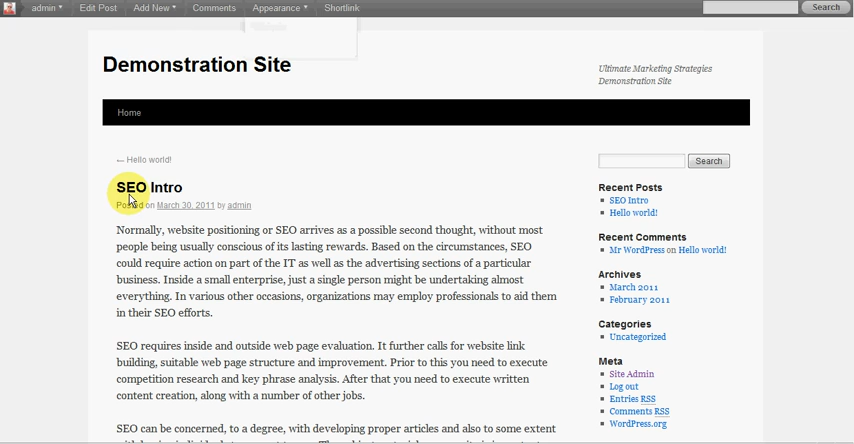 admin Edit Post Add New Comments Appearance Shortlink Search
Demonstration Site
Ultimate Marketing Strategies
Demonstration Site
Home
← Hello world!
SEO Intro
Posted on March 30, 2011 by admin
Normally, website positioning or SEO arrives as a possible second thought, without most
people being usually conscious of its lasting rewards. Based on the circumstances, SEO
could require action on part of the IT as well as the advertising sections of a particular
business. Inside a small enterprise, just a single person might be undertaking almost
everything. In various other occasions, organizations may employ professionals to aid them
in their SEO efforts.
SEO requires inside and outside web page evaluation. It further calls for website link
building, suitable web page structure and improvement. Prior to this you need to execute
competition research and key phrase analysis. After that you need to execute written
content creation, along with a number of other jobs.
SEO can be concerned, to a degree, with developing proper articles and also to some extent
Search
Recent Posts
SEO Intro
Hello world!
Recent Comments
Mr WordPress on Hello world!
Archives
March 2011
February 2011
Categories
Uncategorized
Meta
Site Admin
Log out
Entries RSS
Comments RSS
WordPress.org